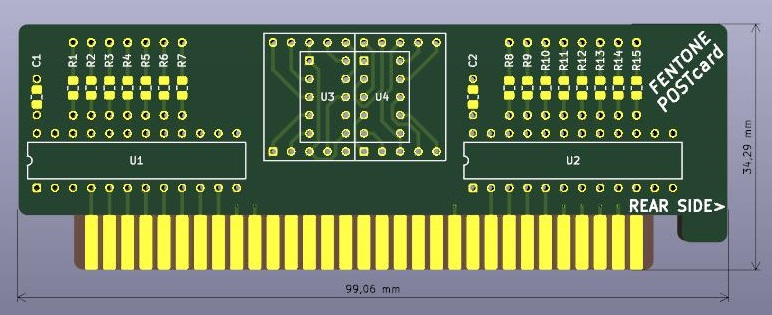 C1
R1 R2 R3 R4 R5 R6 R7
U3 U4
C2
R8 R9 R10 R11 R12 R13 R14 R15
FENTONE
POSTcard
U1
U2
REAR SIDE>
34,29 mm
99,06 mm